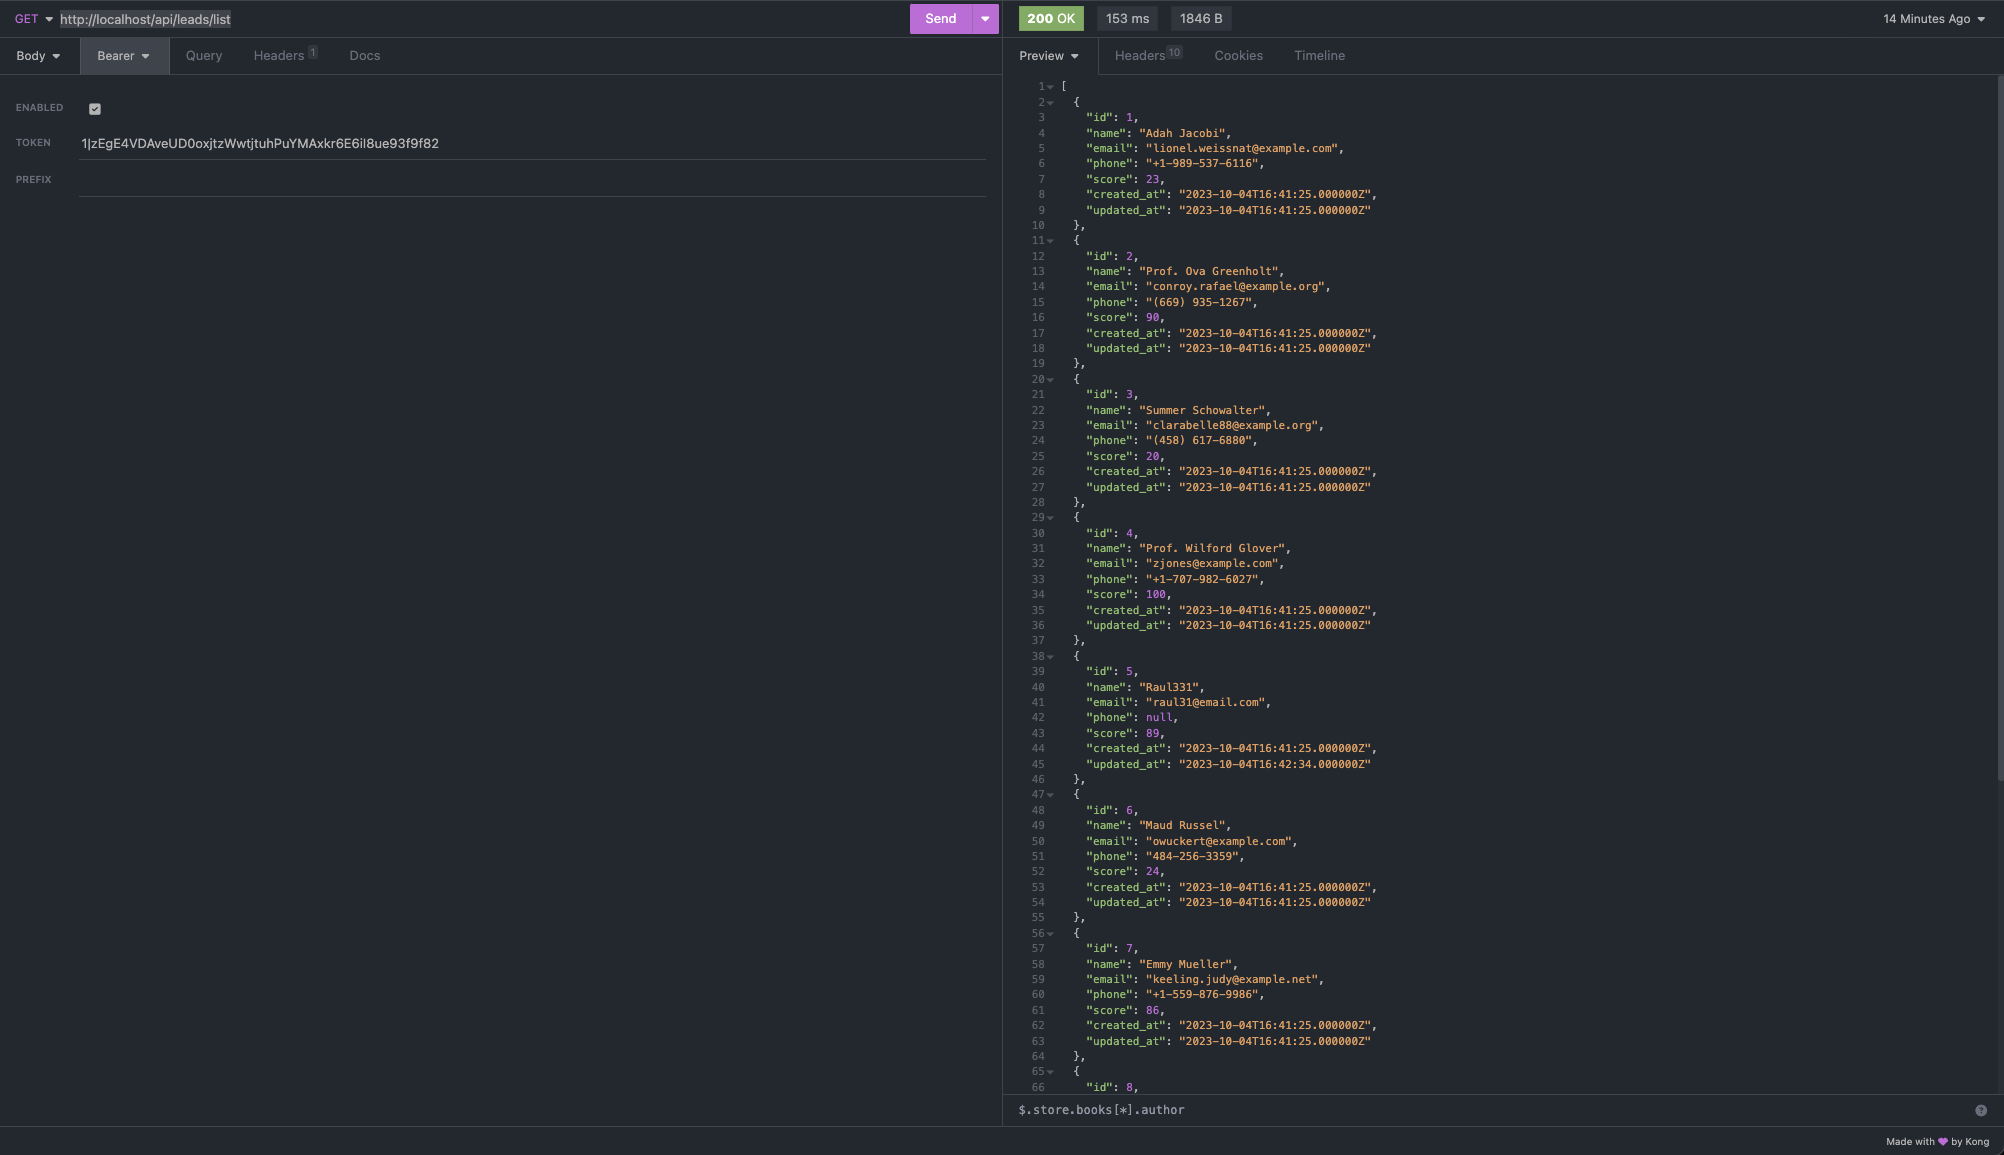 GET http://localhost/api/leads/list Send
200 OK 153 ms 1846 B 14 Minutes Ago
Body Bearer Query Headers 1 Docs
ENABLED
TOKEN 1|zEgE4VDAveUD0oxjtzWwtjtuhPuYMAxkr6E6il8ue93f9f82
PREFIX
Preview Headers 10 Cookies Timeline
1 [
2 {
3 "id": 1,
4 "name": "Adah Jacobi",
5 "email": "lionel.weissnat@example.com",
6 "phone": "+1-989-537-6116",
7 "score": 23,
8 "created_at": "2023-10-04T16:41:25.000000Z",
9 "updated_at": "2023-10-04T16:41:25.000000Z"
10 },
11 {
12 "id": 2,
13 "name": "Prof. Ova Greenholt",
14 "email": "conroy.rafael@example.org",
15 "phone": "(669) 935-1267",
16 "score": 90,
17 "created_at": "2023-10-04T16:41:25.000000Z",
18 "updated_at": "2023-10-04T16:41:25.000000Z"
19 },
20 {
21 "id": 3,
22 "name": "Summer Schowalter",
23 "email": "clarabelle88@example.org",
24 "phone": "(458) 617-6880",
25 "score": 20,
26 "created_at": "2023-10-04T16:41:25.000000Z",
27 "updated_at": "2023-10-04T16:41:25.000000Z"
28 },
29 {
30 "id": 4,
31 "name": "Prof. Wilford Glover",
32 "email": "zjones@example.com",
33 "phone": "+1-707-982-6027",
34 "score": 100,
35 "created_at": "2023-10-04T16:41:25.000000Z",
36 "updated_at": "2023-10-04T16:41:25.000000Z"
37 },
38 {
39 "id": 5,
40 "name": "Raul331",
41 "email": "raul31@email.com",
42 "phone": null,
43 "score": 89,
44 "created_at": "2023-10-04T16:41:25.000000Z",
45 "updated_at": "2023-10-04T16:42:34.000000Z"
46 },
47 {
48 "id": 6,
49 "name": "Maud Russel",
50 "email": "owuckert@example.com",
51 "phone": "484-256-3359",
52 "score": 24,
53 "created_at": "2023-10-04T16:41:25.000000Z",
54 "updated_at": "2023-10-04T16:41:25.000000Z"
55 },
56 {
57 "id": 7,
58 "name": "Emmy Mueller",
59 "email": "keeling.judy@example.net",
60 "phone": "+1-559-876-9986",
61 "score": 86,
62 "created_at": "2023-10-04T16:41:25.000000Z",
63 "updated_at": "2023-10-04T16:41:25.000000Z"
64 },
65 {
66 "id": 8,
$.store.books[*].author
Made with ♥ by Kong